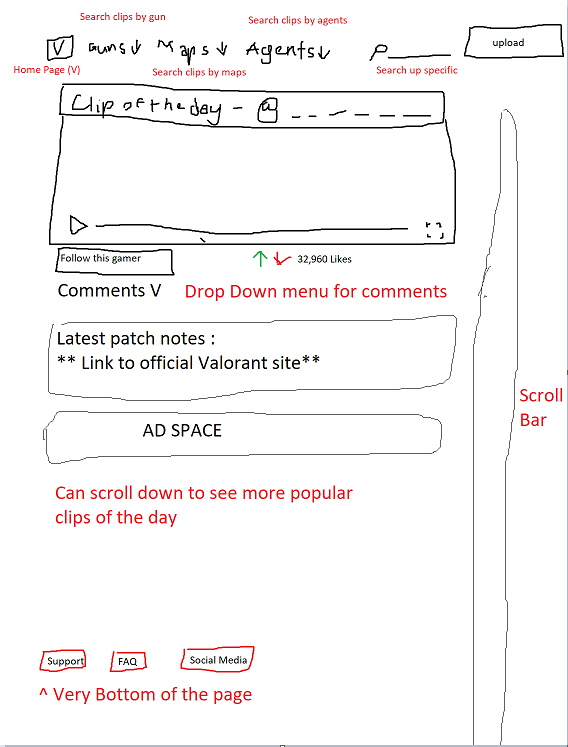 Search clips by gun
Search clips by agents
V Guns↓ Maps ↓ Agents↓
upload
Home Page (V)
Search clips by maps
Search up specific
Clip of the day - @ _ _ _ _ _ _
Follow this gamer
32,960 Likes
Comments V Drop Down menu for comments
Latest patch notes :
** Link to official Valorant site**
AD SPACE
Scroll
Bar
Can scroll down to see more popular
clips of the day
Support FAQ Social Media
^ Very Bottom of the page